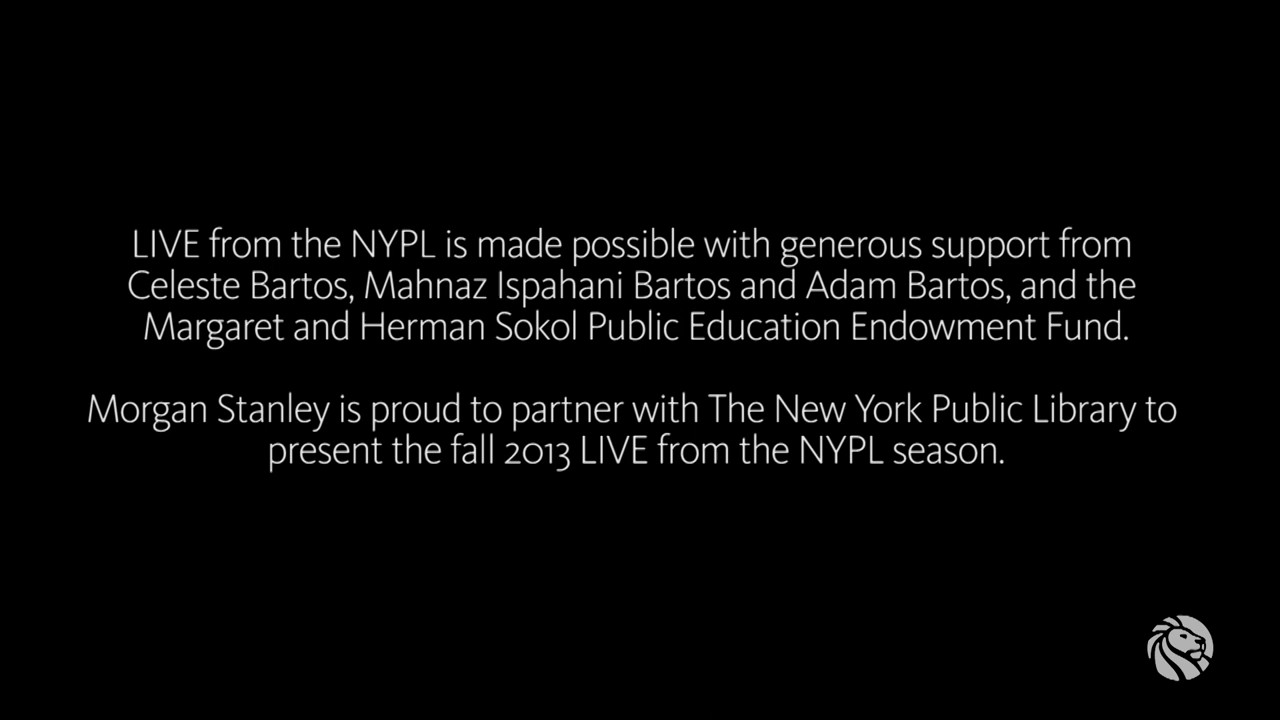 LIVE from the NYPL is made possible with generous support from
Celeste Bartos, Mahnaz Ispahani Bartos and Adam Bartos, and the
Margaret and Herman Sokol Public Education Endowment Fund.
Morgan Stanley is proud to partner with The New York Public Library to
present the fall 2013 LIVE from the NYPL season.